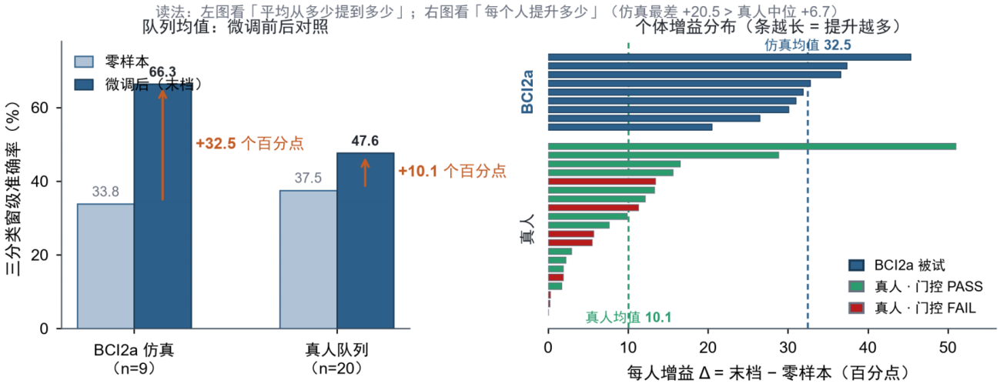 读法：左图看「平均从多少提到多少」；右图看「每个人提升多少」（仿真最差 +20.5 > 真人中位 +6.7）
队列均值：微调前后对照
零样本
微调后（末档）
66.3
33.8
+32.5 个百分点
37.5
47.6
+10.1 个百分点
三分类窗级准确率（%）
60
40
20
0
BCI2a 仿真
（n=9）
真人队列
（n=20）
个体增益分布（条越长 = 提升越多）
仿真均值 32.5
BCI2a
真人
真人均值 10.1
BCI2a 被试
真人 · 门控 PASS
真人 · 门控 FAIL
0
10
20
30
40
50
每人增益 Δ = 末档 − 零样本（百分点）